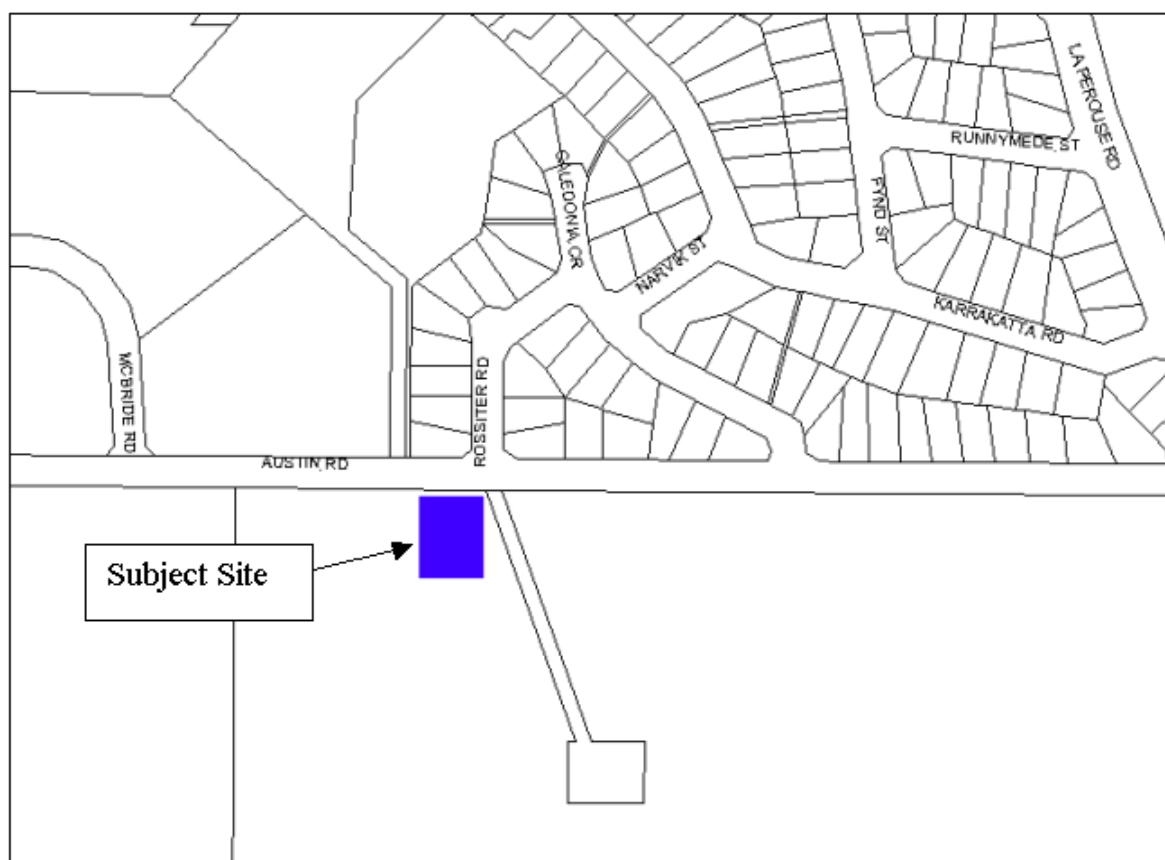 LA PEROUSE RD
RUNNYMEDE ST
CALEDONIA CR
FYND ST
NARVIK ST
KARRAKATTA RD
MCBRIDE RD
ROSSITER RD
AUSTIN RD
Subject Site